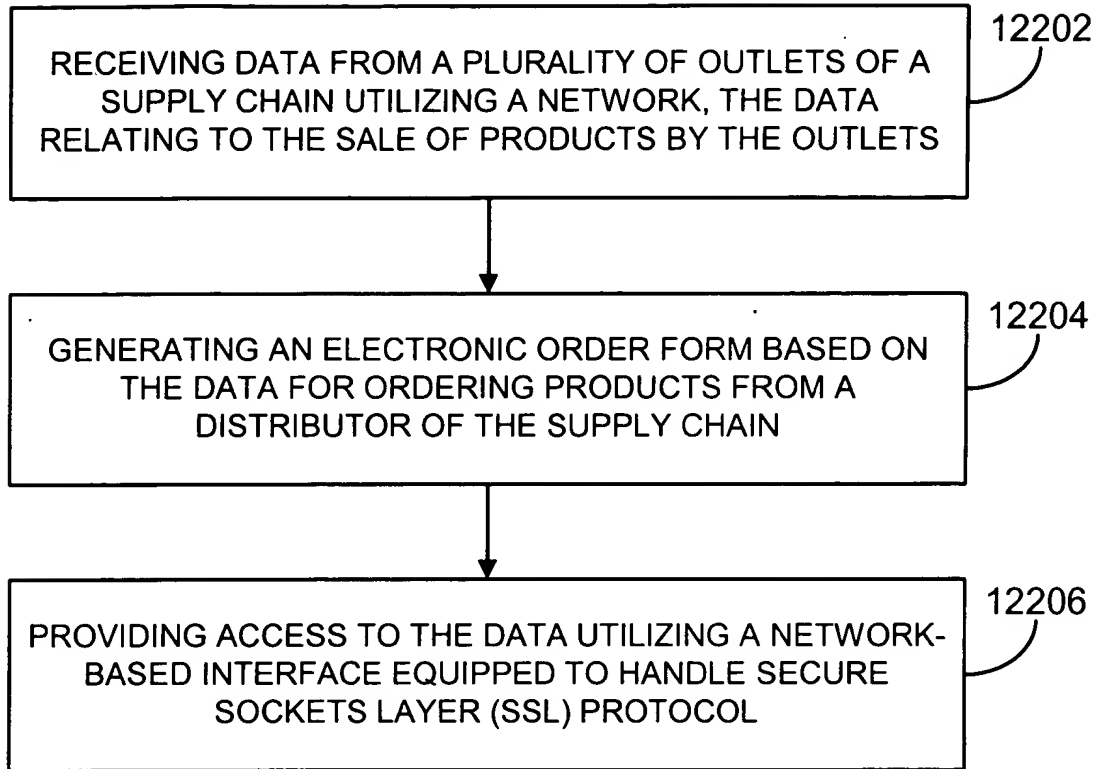 12202
RECEIVING DATA FROM A PLURALITY OF OUTLETS OF A
SUPPLY CHAIN UTILIZING A NETWORK, THE DATA
RELATING TO THE SALE OF PRODUCTS BY THE OUTLETS
12204
GENERATING AN ELECTRONIC ORDER FORM BASED ON
THE DATA FOR ORDERING PRODUCTS FROM A
DISTRIBUTOR OF THE SUPPLY CHAIN
12206
PROVIDING ACCESS TO THE DATA UTILIZING A NETWORK-
BASED INTERFACE EQUIPPED TO HANDLE SECURE
SOCKETS LAYER (SSL) PROTOCOL